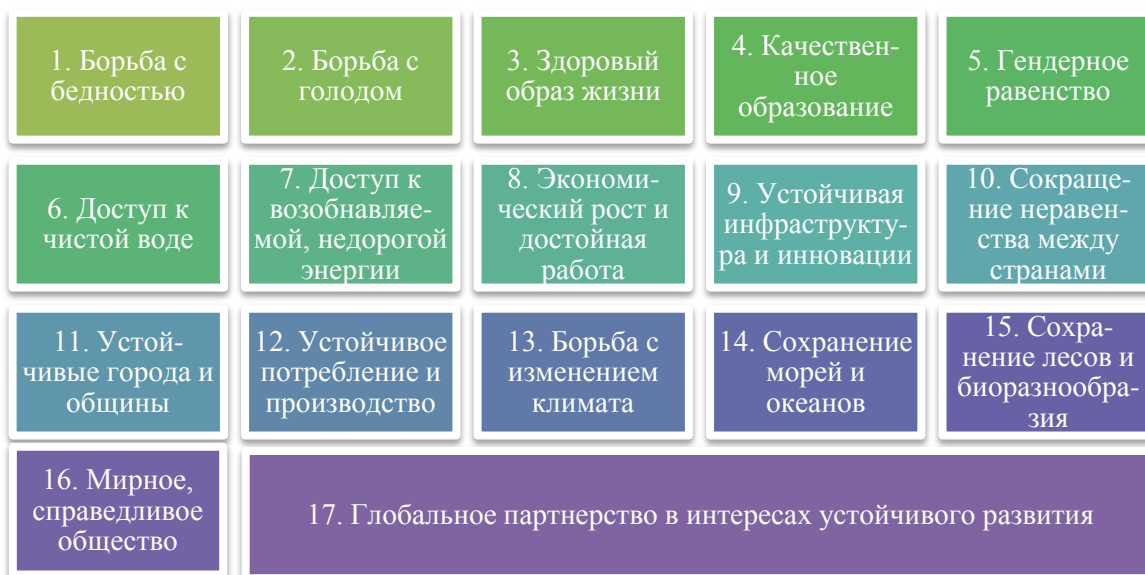 1. Борьба с
бедностью
2. Борьба с
голодом
3. Здоровый
образ жизни
4. Качествен-
ное
образование
5. Гендерное
равенство
6. Доступ к
чистой воде
7. Доступ к
возобнавляе-
мой, недорогой
энергии
8. Экономи-
ческий рост и
достойная
работа
9. Устойчивая
инфраструкту-
ра и инновации
10. Сокраще-
ние неравен-
ства между
странами
11. Устой-
чивые города и
общины
12. Устойчивое
потребление и
производство
13. Борьба с
изменением
климата
14. Сохранение
морей и
океанов
15. Сохра-
нение лесов и
биоразнообра-
зия
16. Мирное,
справедливое
общество
17. Глобальное партнерство в интересах устойчивого развития